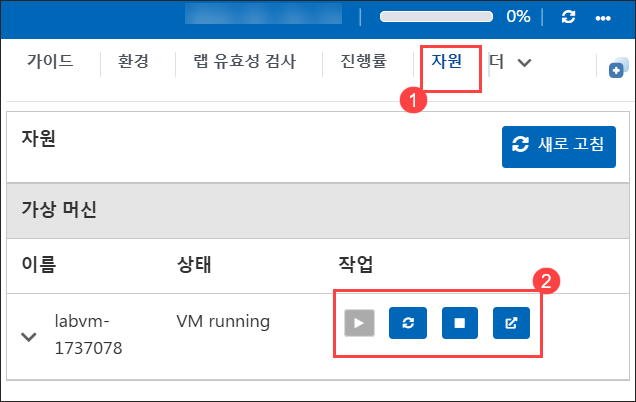 0%
가이드 환경 랩 유효성 검사 진행률 자원 더
1
자원
새로 고침
가상 머신
이름 상태 작업
2
labvm-
1737078
VM running